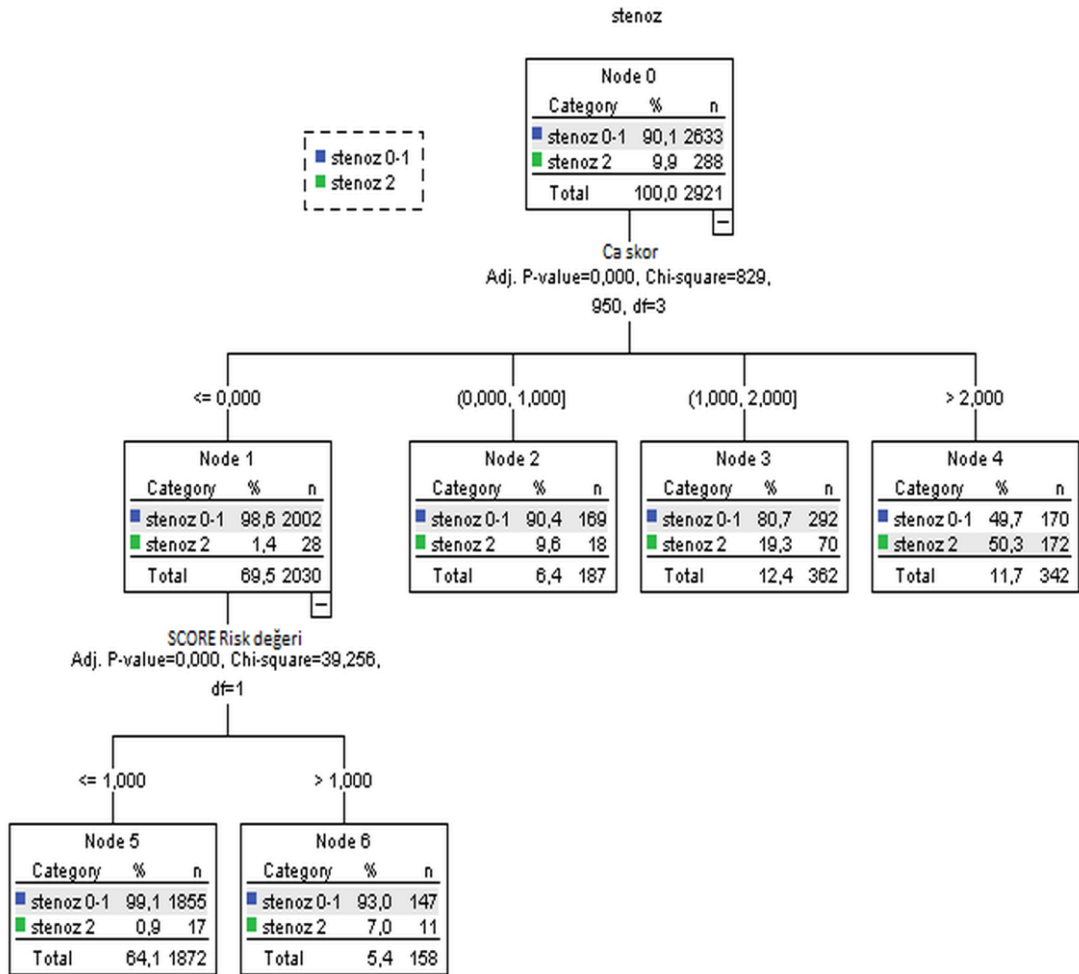 stenoz
Node 0
Category % n
stenoz 0-1 90,1 2633
stenoz 2 9,9 288
Total 100,0 2921
stenoz 0-1
stenoz 2
Ca skor
Adj. P-value=0,000, Chi-square=829,
950, df=3
<= 0,000
(0,000, 1,000]
(1,000, 2,000]
> 2,000
Node 1
Category % n
stenoz 0-1 98,6 2002
stenoz 2 1,4 28
Total 69,5 2030
Node 2
Category % n
stenoz 0-1 90,4 169
stenoz 2 9,6 18
Total 6,4 187
Node 3
Category % n
stenoz 0-1 80,7 292
stenoz 2 19,3 70
Total 12,4 362
Node 4
Category % n
stenoz 0-1 49,7 170
stenoz 2 50,3 172
Total 11,7 342
SCORE Risk değeri
Adj. P-value=0,000, Chi-square=39,256,
df=1
<= 1,000
> 1,000
Node 5
Category % n
stenoz 0-1 99,1 1855
stenoz 2 0,9 17
Total 64,1 1872
Node 6
Category % n
stenoz 0-1 93,0 147
stenoz 2 7,0 11
Total 5,4 158